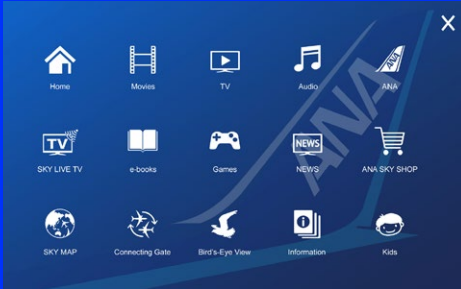 Home
Movies
TV
Audio
ANA
ANA
TV
SKY LIVE TV
e-books
Games
NEWS
NEWS
ANA SKY SHOP
SKY MAP
Connecting Gate
Bird's-Eye View
Information
Kids
ANA